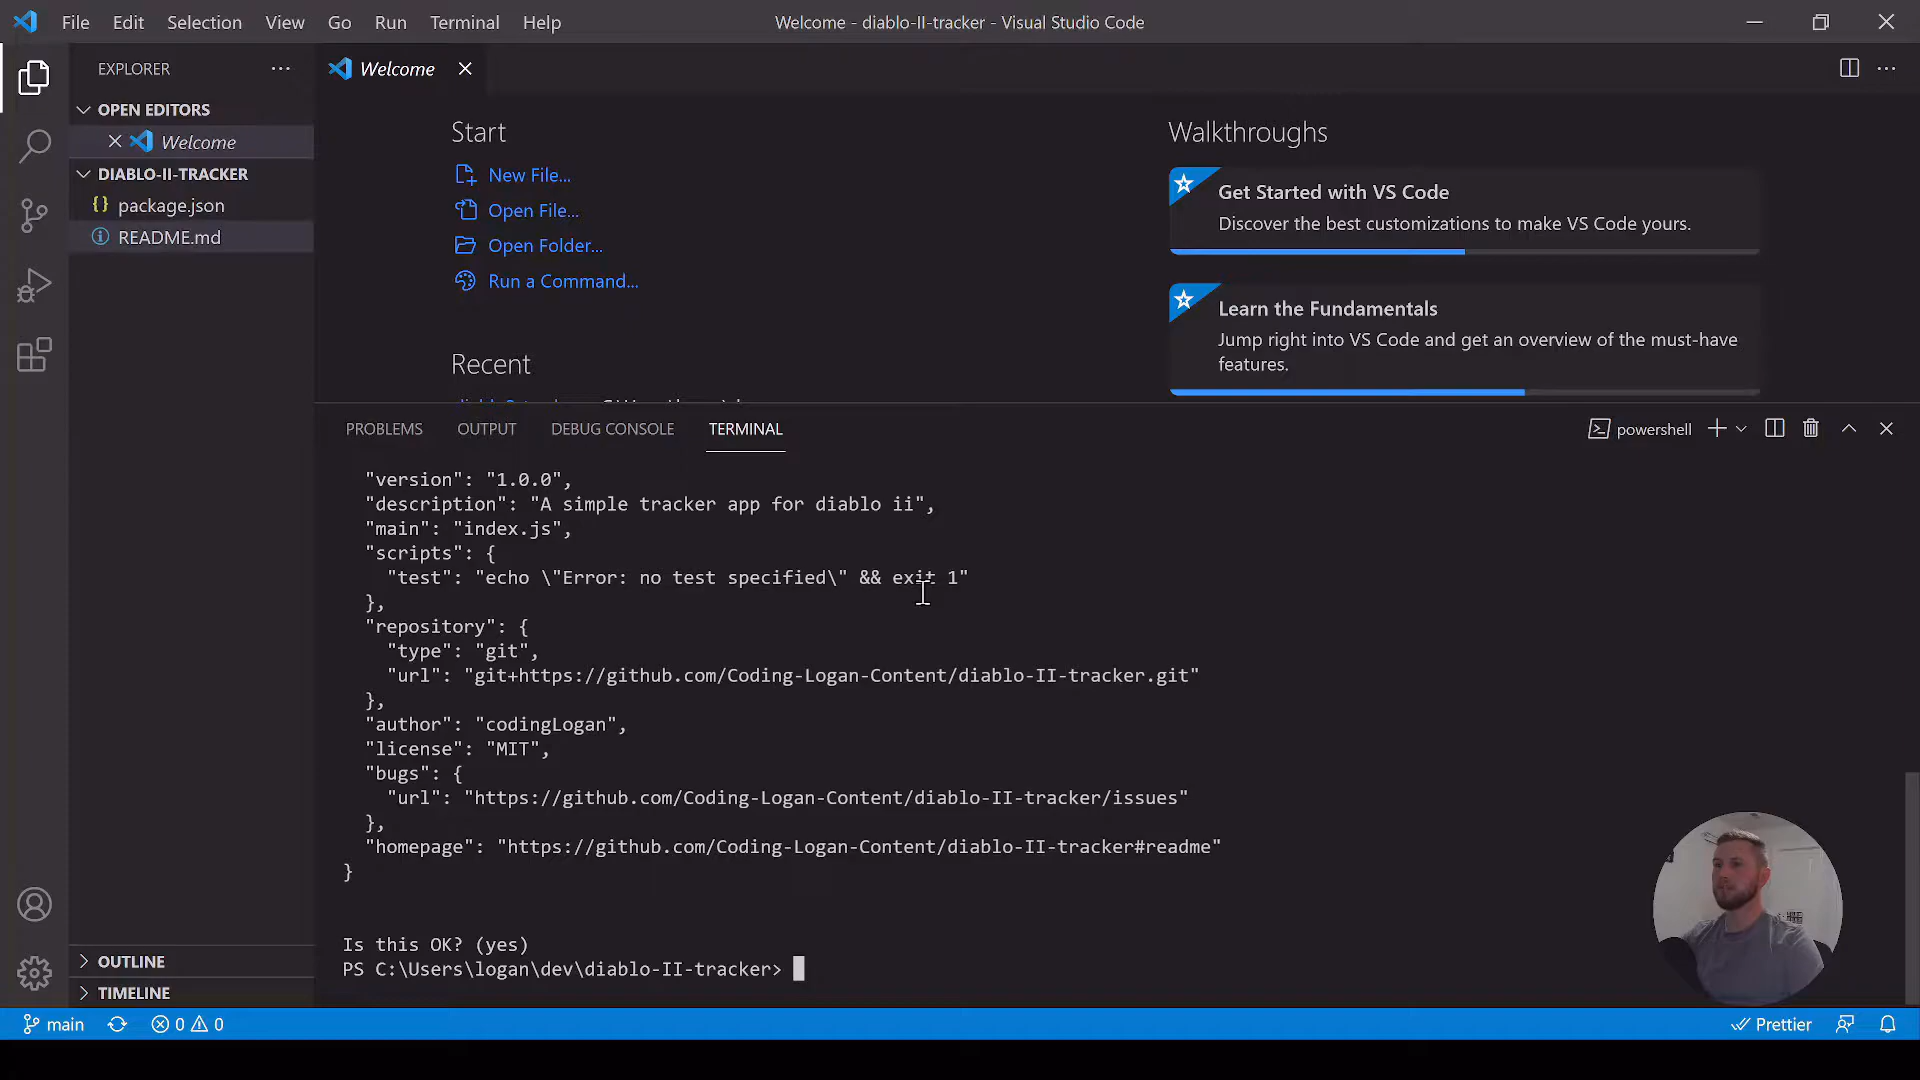 File Edit Selection View Go Run Terminal Help
Welcome - diablo-II-tracker - Visual Studio Code
EXPLORER
Welcome
OPEN EDITORS
Welcome
DIABLO-II-TRACKER
package.json
README.md
Start
New File...
Open File...
Open Folder...
Run a Command...
Recent
Walkthroughs
Get Started with VS Code
Discover the best customizations to make VS Code yours.
Learn the Fundamentals
Jump right into VS Code and get an overview of the must-have
features.
PROBLEMS OUTPUT DEBUG CONSOLE TERMINAL
powershell
"version": "1.0.0",
"description": "A simple tracker app for diablo ii",
"main": "index.js",
"scripts": {
"test": "echo \"Error: no test specified\" && exit 1"
},
"repository": {
"type": "git",
"url": "git+https://github.com/Coding-Logan-Content/diablo-II-tracker.git"
},
"author": "codingLogan",
"license": "MIT",
"bugs": {
"url": "https://github.com/Coding-Logan-Content/diablo-II-tracker/issues"
},
"homepage": "https://github.com/Coding-Logan-Content/diablo-II-tracker#readme"
}
Is this OK? (yes)
PS C:\Users\logan\dev\diablo-II-tracker>
OUTLINE
TIMELINE
main
0 0
Prettier